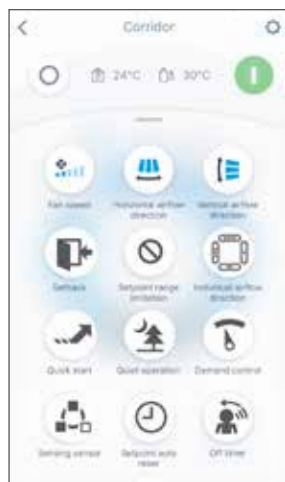 Corridor
24°C 30°C
Fan speed
Horizontal airflow
direction
Vertical airflow
direction
Setback
Setpoint range
limitation
Individual airflow
direction
Quick start
Quiet operation
Demand control
Sensing sensor
Setpoint auto
reset
Off timer